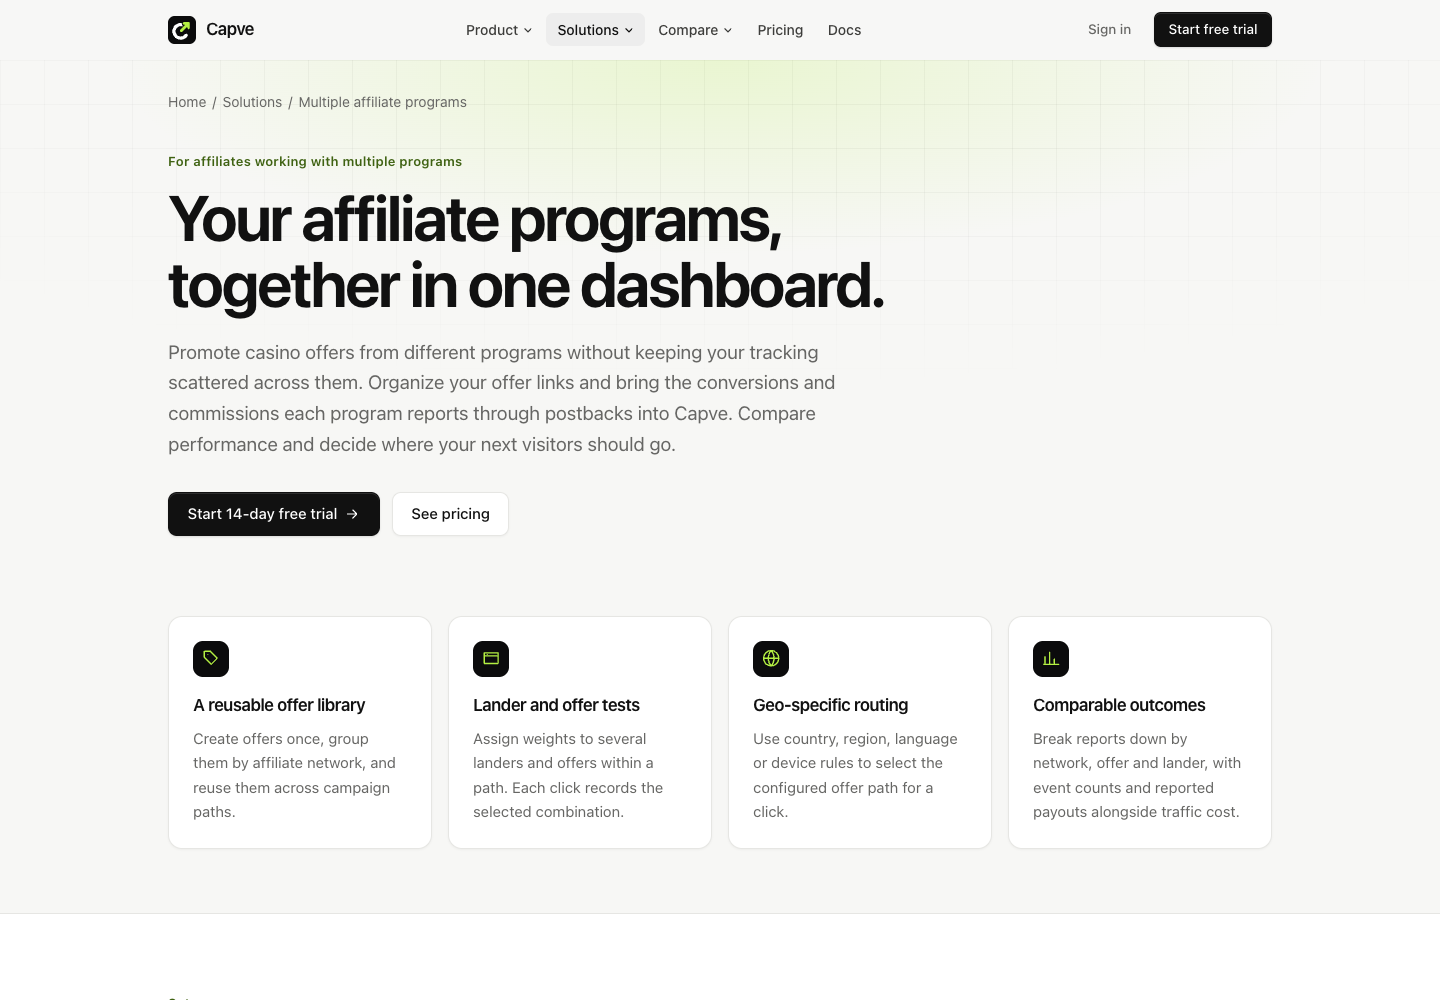 Capve
Product
Solutions
Compare
Pricing
Docs
Sign in
Start free trial
Home / Solutions / Multiple affiliate programs
For affiliates working with multiple programs
Your affiliate programs,
together in one dashboard.
Promote casino offers from different programs without keeping your tracking
scattered across them. Organize your offer links and bring the conversions and
commissions each program reports through postbacks into Capve. Compare
performance and decide where your next visitors should go.
Start 14-day free trial →
See pricing
A reusable offer library
Create offers once, group
them by affiliate network, and
reuse them across campaign
paths.
Lander and offer tests
Assign weights to several
landers and offers within a
path. Each click records the
selected combination.
Geo-specific routing
Use country, region, language
or device rules to select the
configured offer path for a
click.
Comparable outcomes
Break reports down by
network, offer and lander, with
event counts and reported
payouts alongside traffic cost.